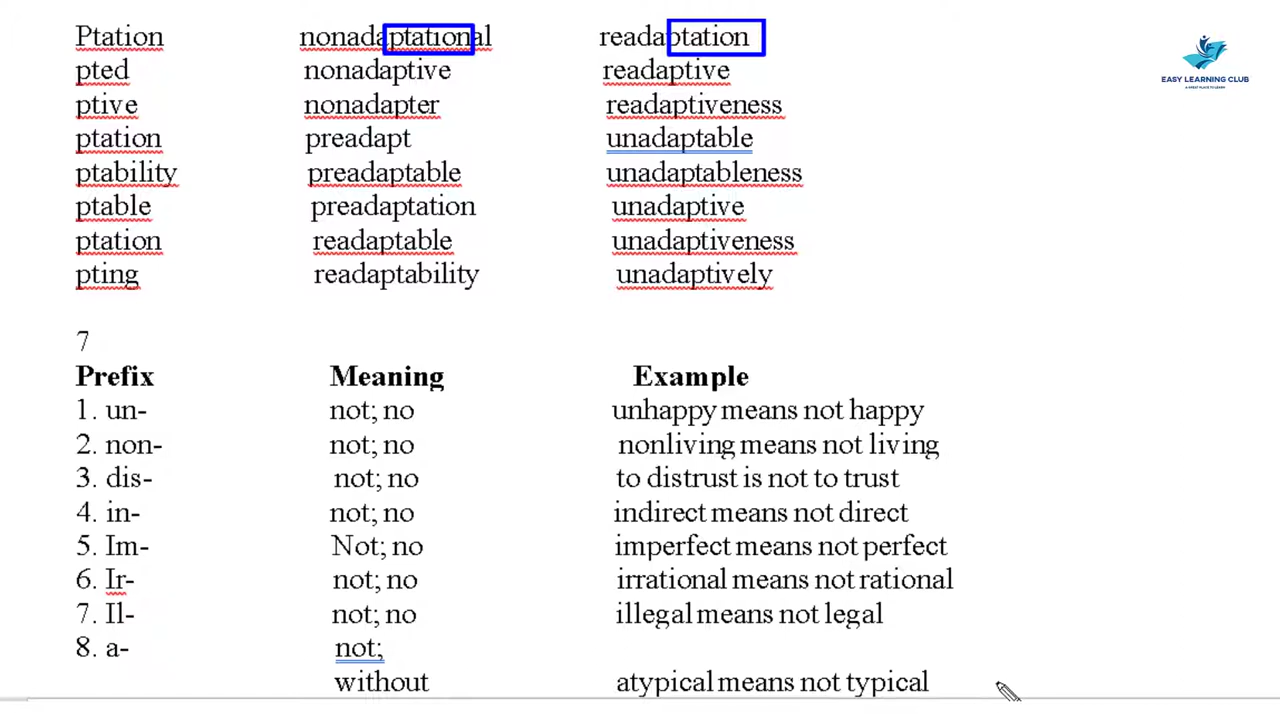 Ptation nonadaptational readaptation
pted nonadaptive readaptive
ptive nonadapter readaptiveness
ptation preadapt unadaptable
ptability preadaptable unadaptableness
ptable preadaptation unadaptive
ptation readaptable unadaptiveness
pting readaptability unadaptively
EASY LEARNING CLUB
A GREAT PLACE TO LEARN
7
Prefix Meaning Example
1. un- not; no unhappy means not happy
2. non- not; no nonliving means not living
3. dis- not; no to distrust is not to trust
4. in- not; no indirect means not direct
5. Im- Not; no imperfect means not perfect
6. Ir- not; no irrational means not rational
7. Il- not; no illegal means not legal
8. a- not;
without atypical means not typical